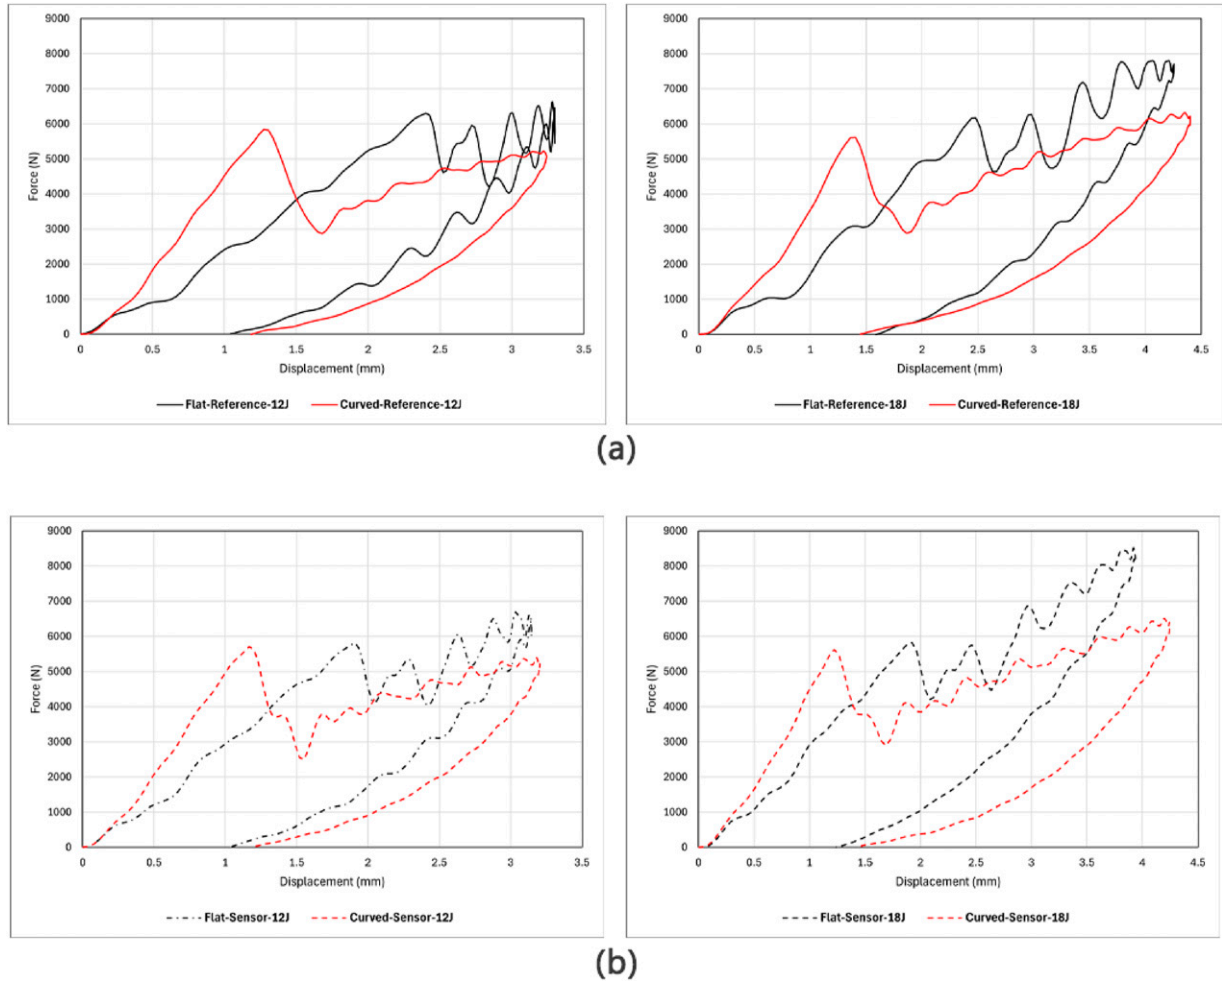 9000
8000
7000
6000
5000
4000
3000
2000
1000
0
Force (N)
0 0.5 1 1.5 2 2.5 3 3.5
Displacement (mm)
Flat-Reference-12J Curved-Reference-12J
9000
8000
7000
6000
5000
4000
3000
2000
1000
0
Force (N)
0 0.5 1 1.5 2 2.5 3 3.5 4 4.5
Displacement (mm)
Flat-Reference-18J Curved-Reference-18J
(a)
9000
8000
7000
6000
5000
4000
3000
2000
1000
0
Force (N)
0 0.5 1 1.5 2 2.5 3 3.5
Displacement (mm)
Flat-Sensor-12J Curved-Sensor-12J
9000
8000
7000
6000
5000
4000
3000
2000
1000
0
Force (N)
0 0.5 1 1.5 2 2.5 3 3.5 4 4.5
Displacement (mm)
Flat-Sensor-18J Curved-Sensor-18J
(b)